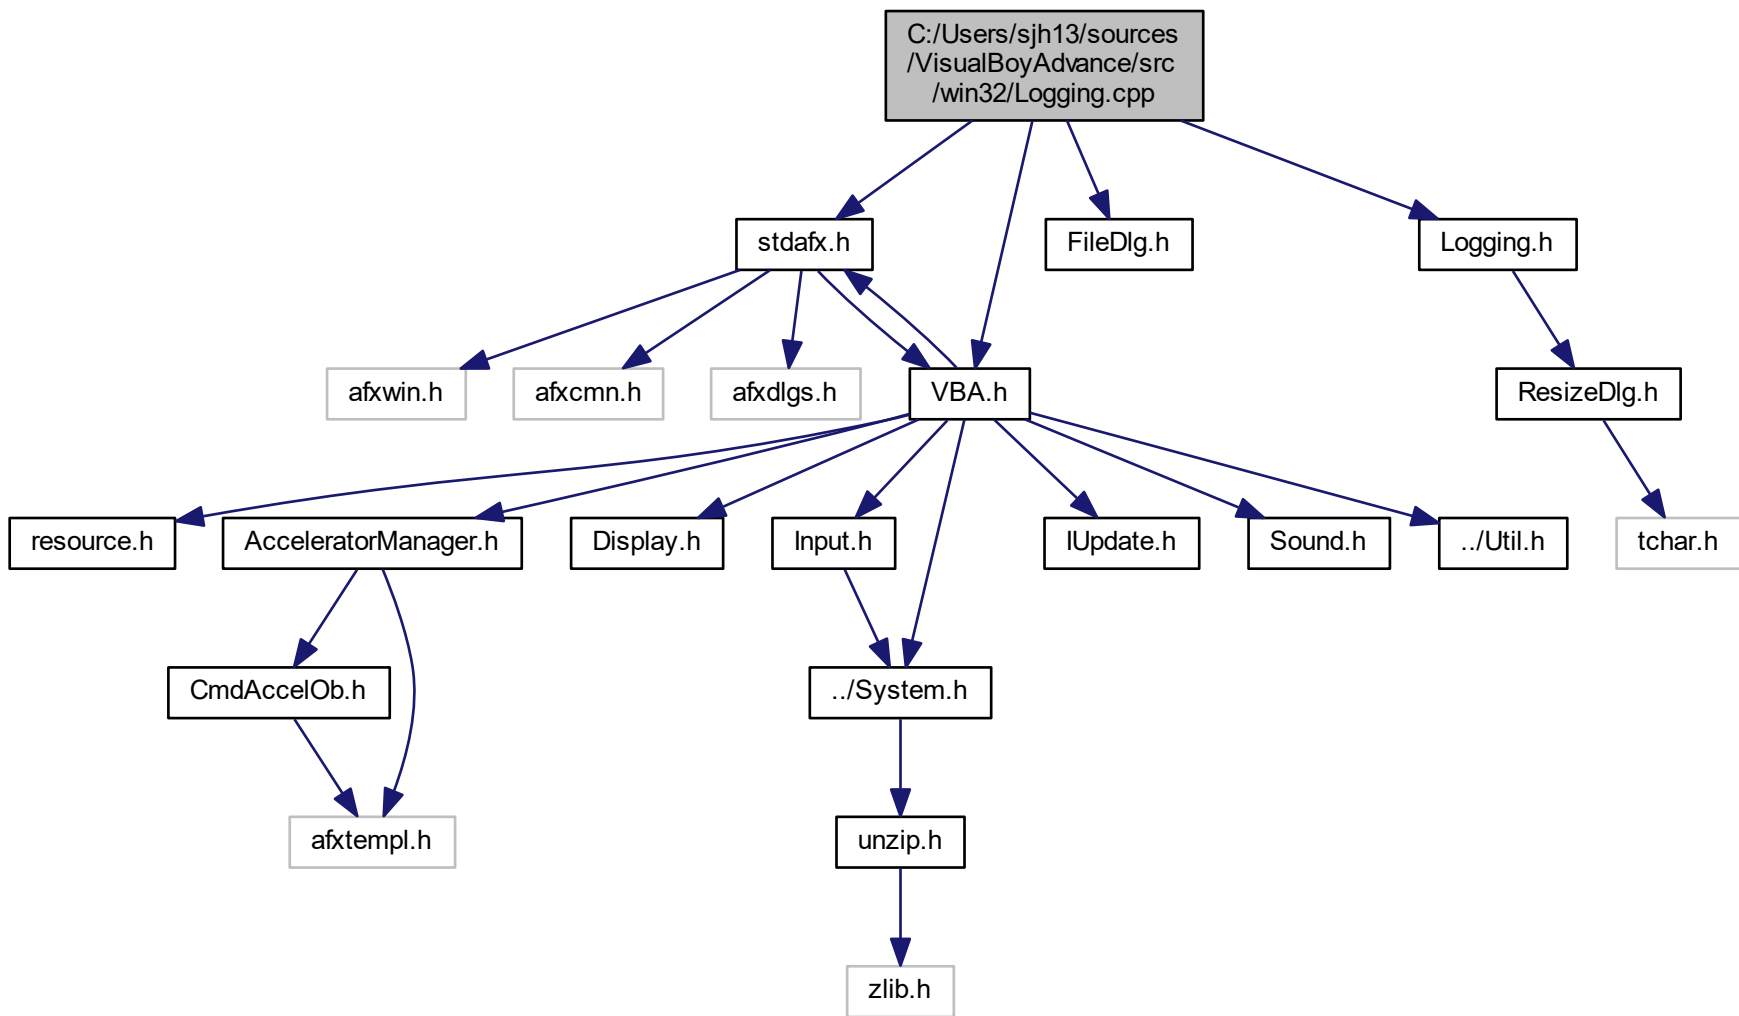 C:/Users/sjh13/sources
/VisualBoyAdvance/src
/win32/Logging.cpp
stdafx.h
FileDlg.h
Logging.h
afxwin.h
afxcmn.h
afxdlgs.h
VBA.h
ResizeDlg.h
resource.h
AcceleratorManager.h
Display.h
Input.h
IUpdate.h
Sound.h
../Util.h
tchar.h
CmdAccelOb.h
../System.h
afxtempl.h
unzip.h
zlib.h